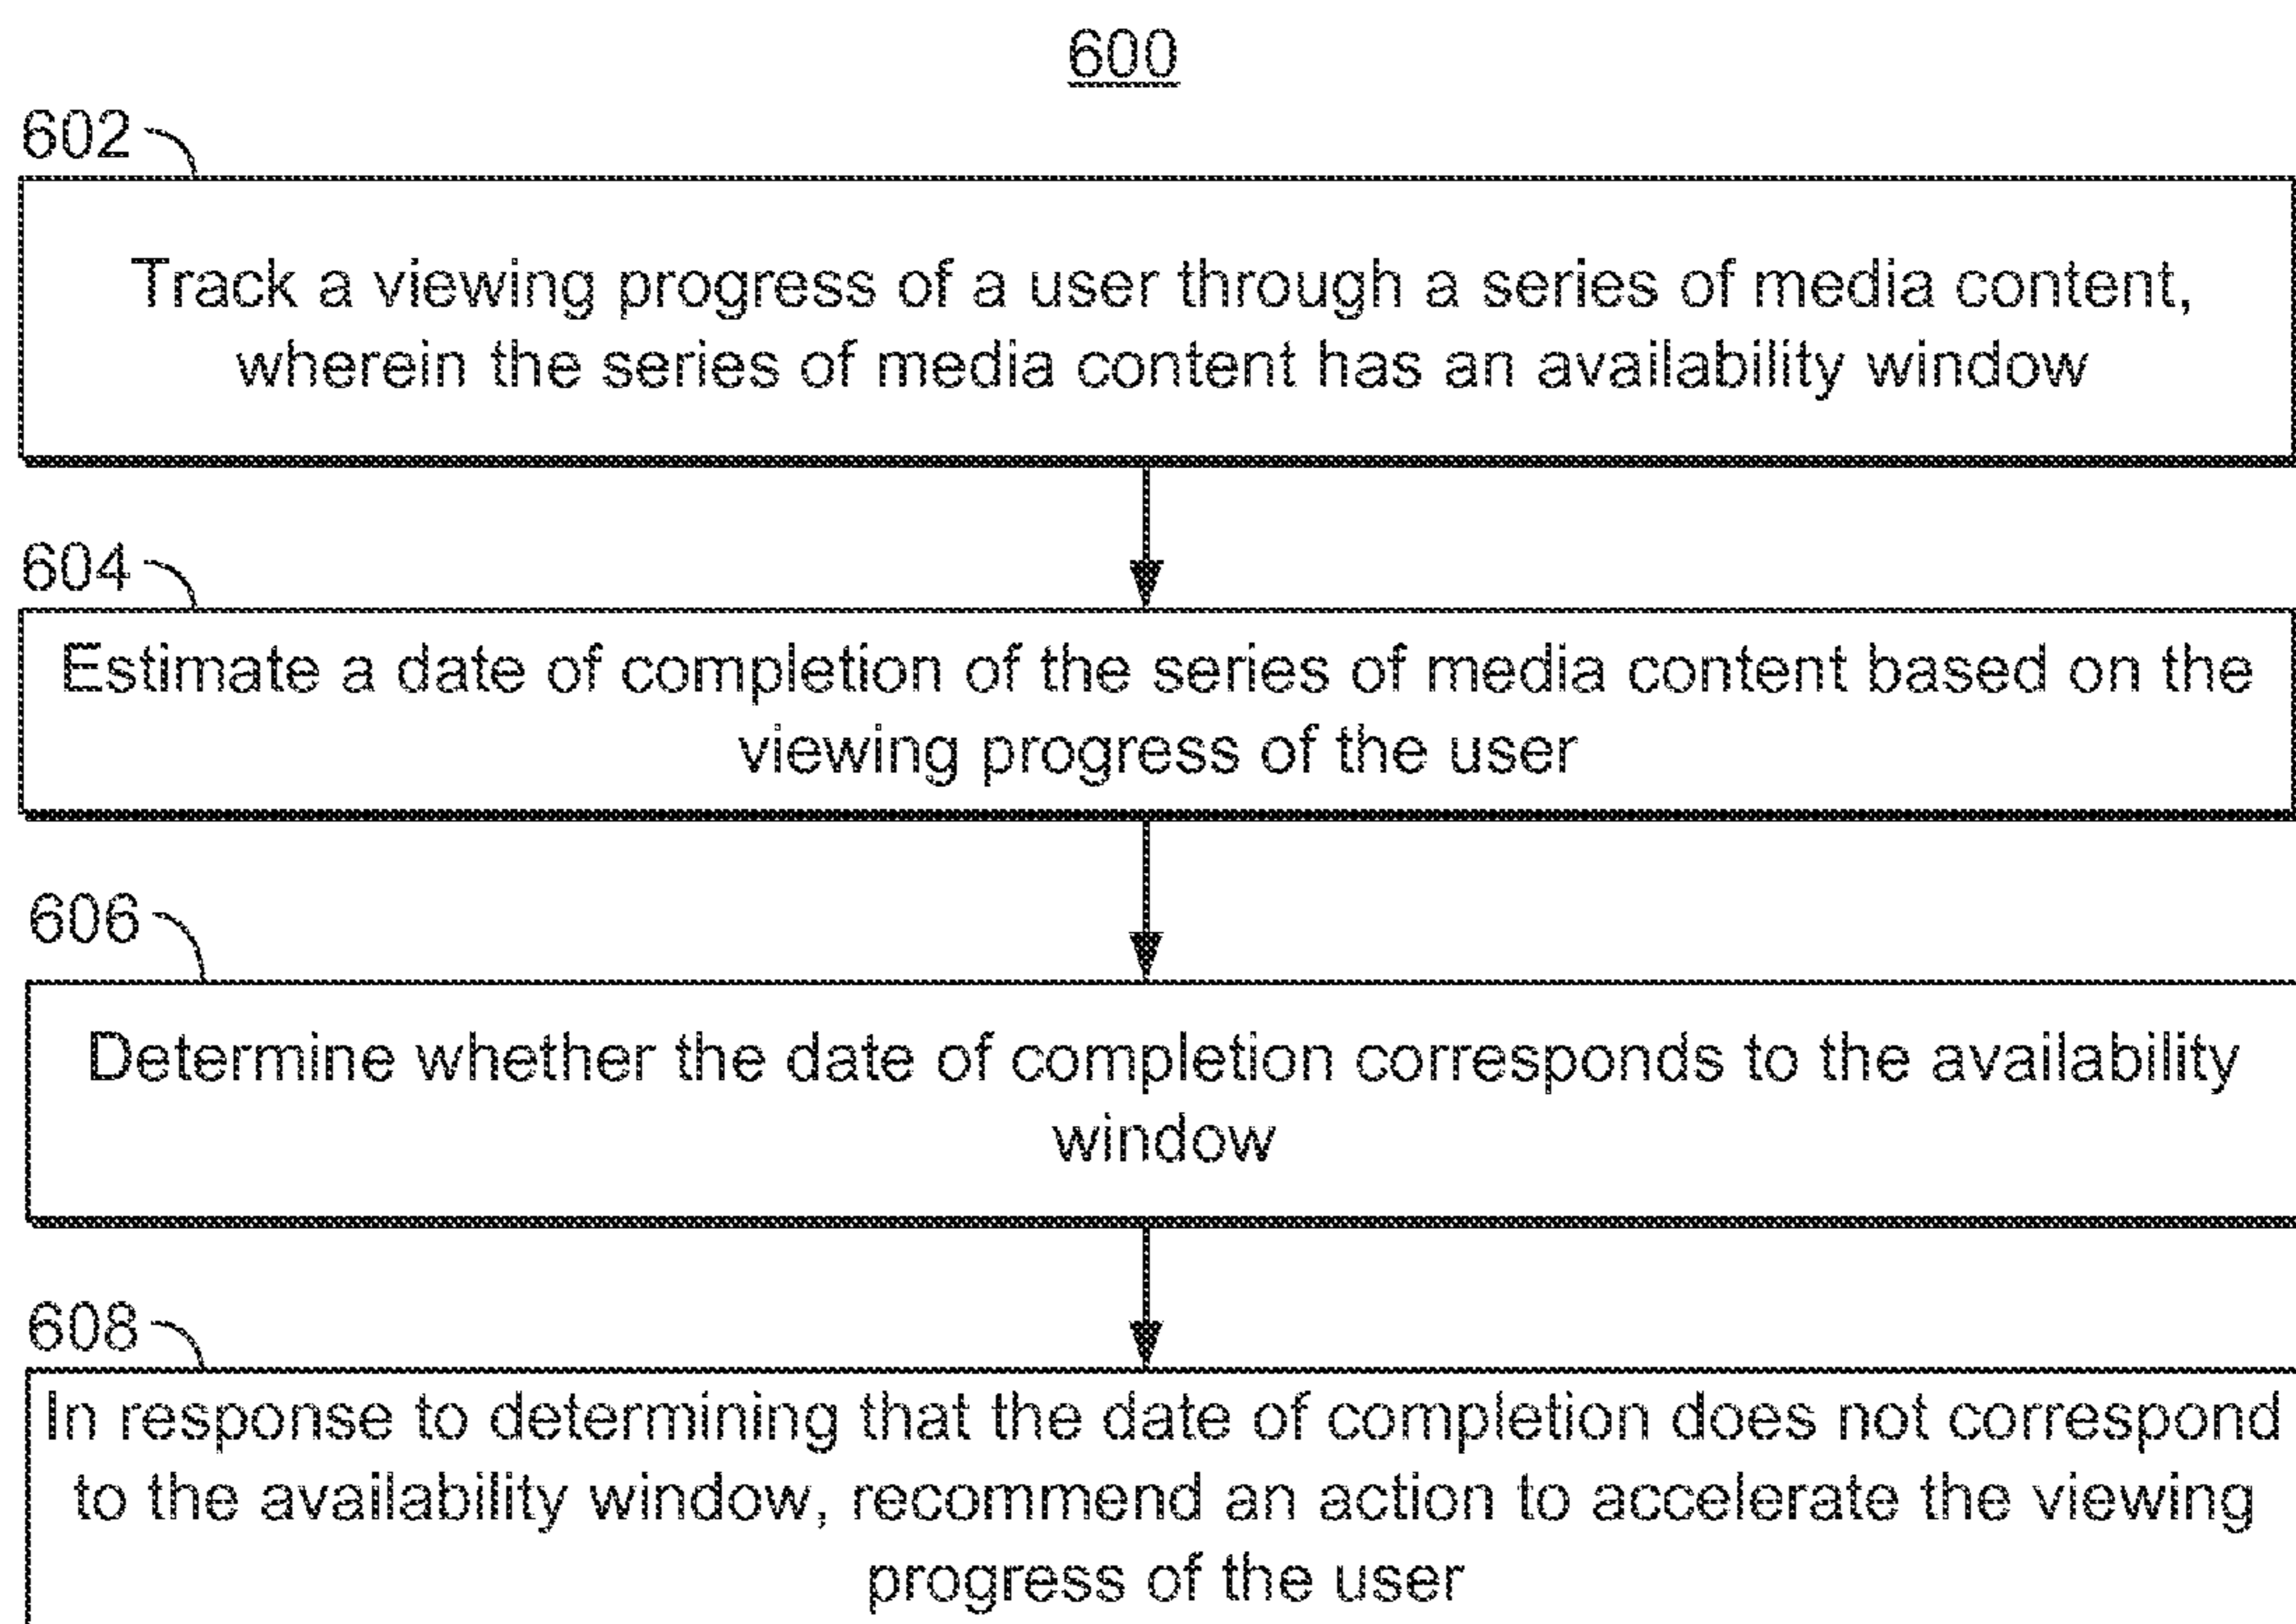 600
602
Track a viewing progress of a user through a series of media content,
wherein the series of media content has an availability window
604
Estimate a date of completion of the series of media content based on the
viewing progress of the user
606
Determine whether the date of completion corresponds to the availability
window
608
In response to determining that the date of completion does not correspond
to the availability window, recommend an action to accelerate the viewing
progress of the user